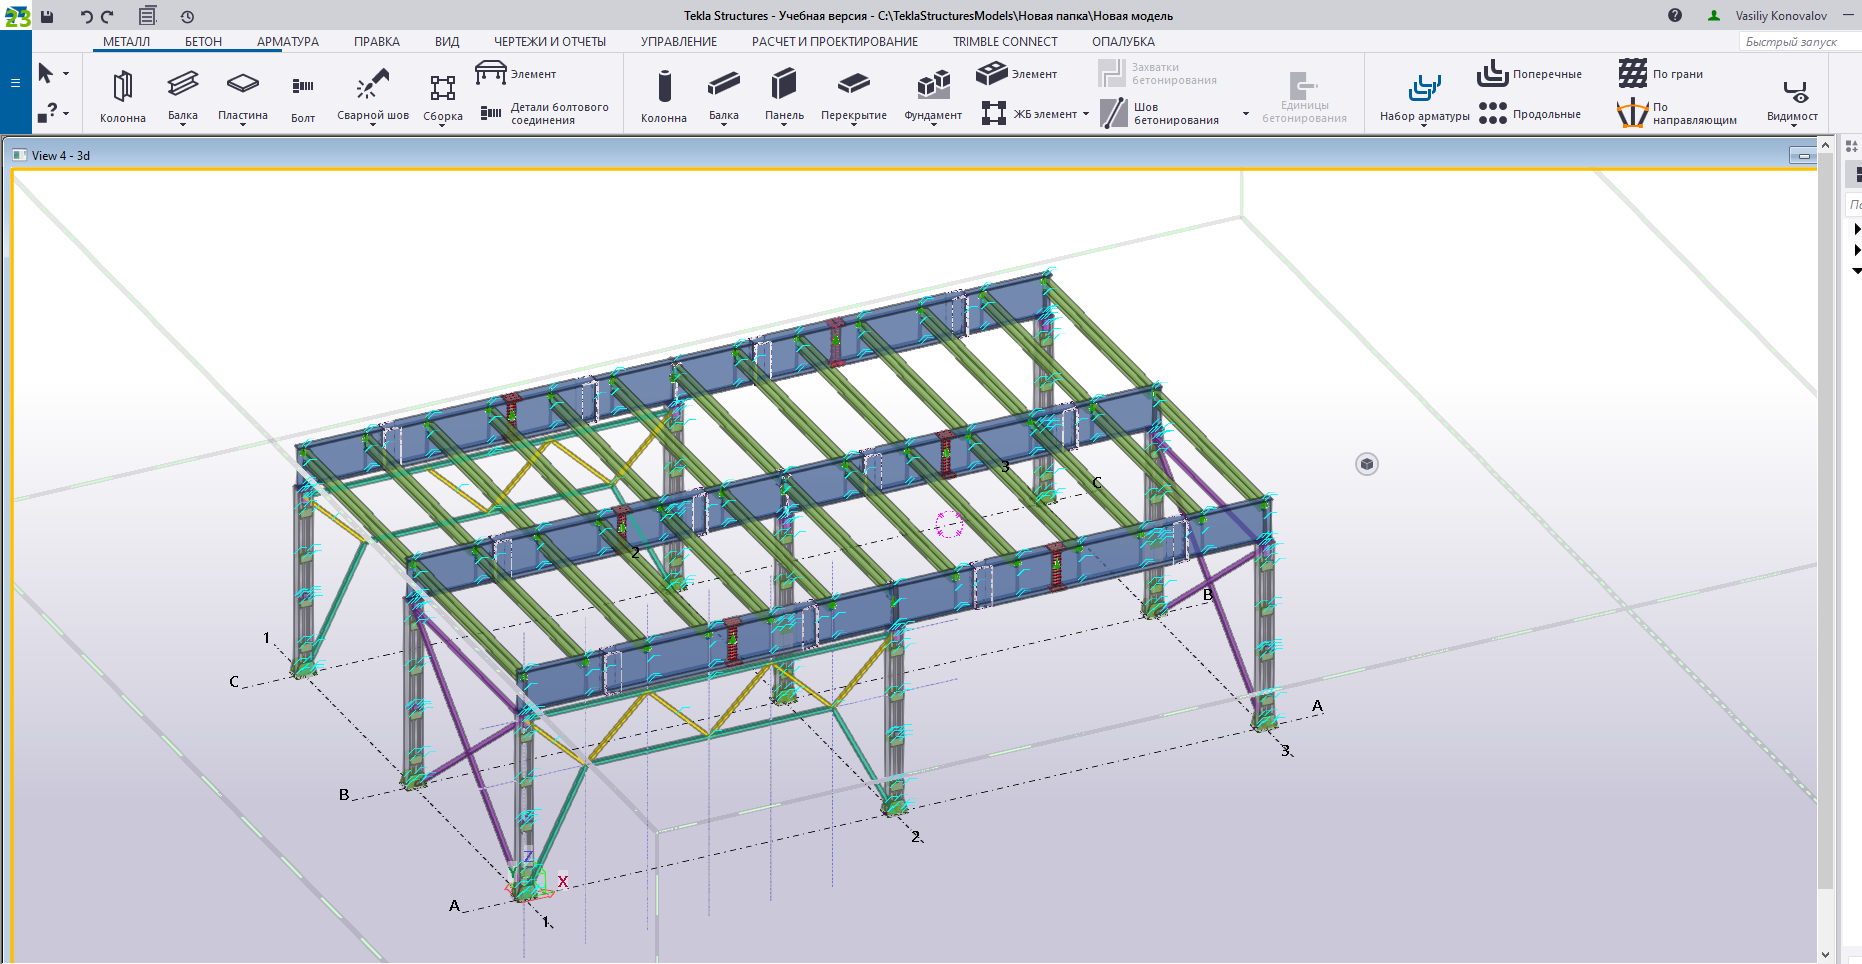 23
Tekla Structures - Учебная версия - C:\TeklaStructuresModels\Новая папка\Новая модель
Vasiliy Konovalov
МЕТАЛЛ БЕТОН АРМАТУРА ПРАВКА ВИД ЧЕРТЕЖИ И ОТЧЕТЫ УПРАВЛЕНИЕ РАСЧЕТ И ПРОЕКТИРОВАНИЕ TRIMBLE CONNECT ОПАЛУБКА
Быстрый запуск
Колонна
Балка
Пластина
Болт
Сварной шов
Сборка
Элемент
Детали болтового
соединения
Колонна
Балка
Панель
Перекрытие
Фундамент
Элемент
ЖБ элемент
Захватки
бетонирования
Шов
бетонирования
Единицы
бетонирования
Набор арматуры
Поперечные
Продольные
По грани
По
направляющим
Видимост
View 4 - 3d
По
3
C
2
B
1
C
A
3
B
2
Z
Y
X
A
1